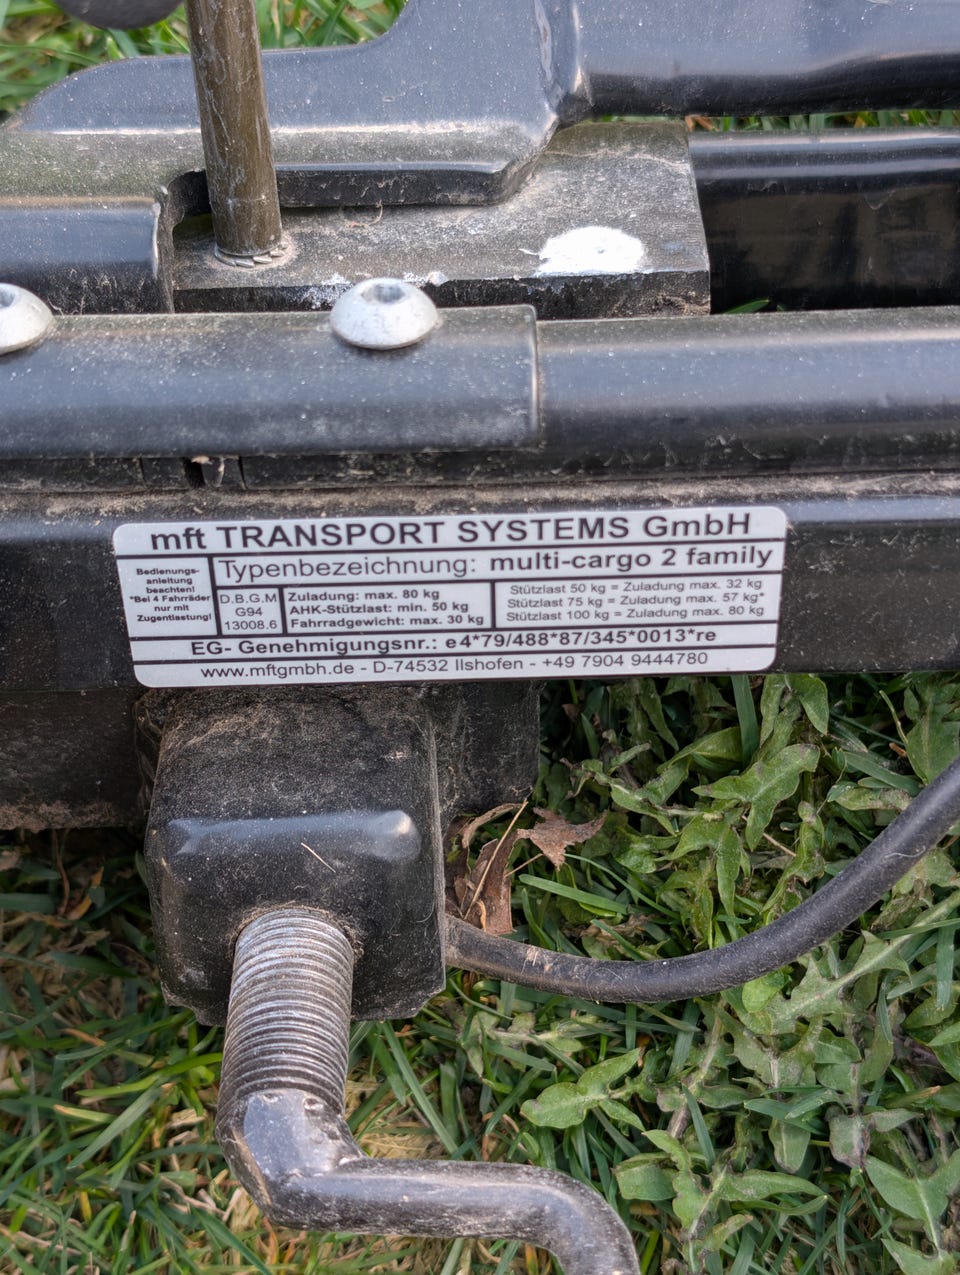 mft TRANSPORT SYSTEMS GmbH
Bedienungs-
anleitung
beachten!
*Bei 4 Fahrräder
nur mit
Zugentlastung!
Typenbezeichnung: multi-cargo 2 family
D.B.G.M
G94
13008.6
Zuladung: max. 80 kg
AHK-Stützlast: min. 50 kg
Fahrradgewicht: max. 30 kg
Stützlast 50 kg = Zuladung max. 32 kg
Stützlast 75 kg = Zuladung max. 57 kg*
Stützlast 100 kg = Zuladung max. 80 kg
EG- Genehmigungsnr.: e4*79/488*87/345*0013*re
www.mftgmbh.de - D-74532 Ilshofen - +49 7904 9444780